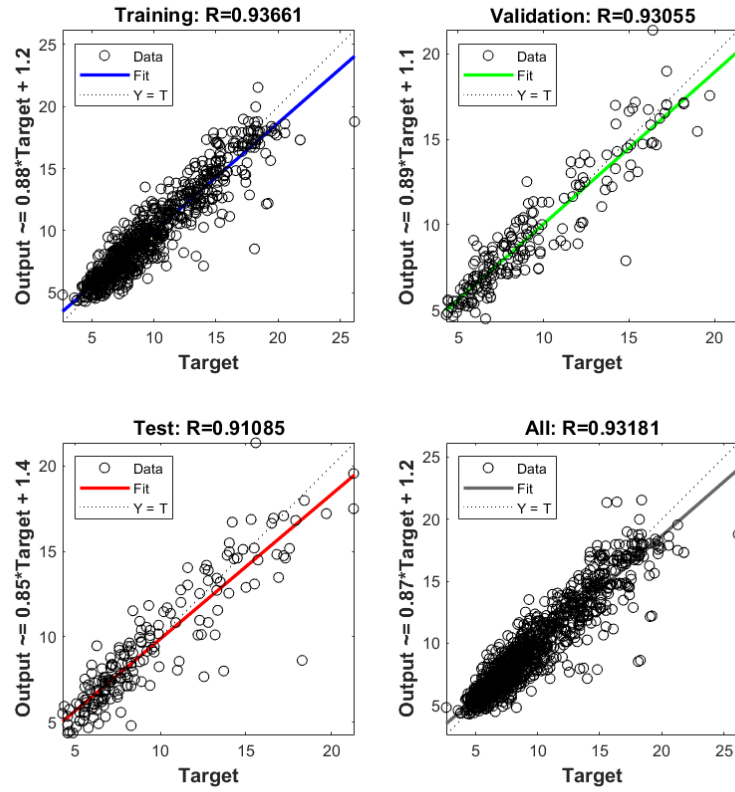 Training: R=0.93661
Data
Fit
Y = T
Output ~= 0.88*Target + 1.2
25
20
15
10
5
5
10
15
20
25
Target
Validation: R=0.93055
Data
Fit
Y = T
Output ~= 0.89*Target + 1.1
20
15
10
5
5
10
15
20
Target
Test: R=0.91085
Data
Fit
Y = T
Output ~= 0.85*Target + 1.4
20
15
10
5
5
10
15
20
Target
All: R=0.93181
Data
Fit
Y = T
Output ~= 0.87*Target + 1.2
25
20
15
10
5
5
10
15
20
25
Target